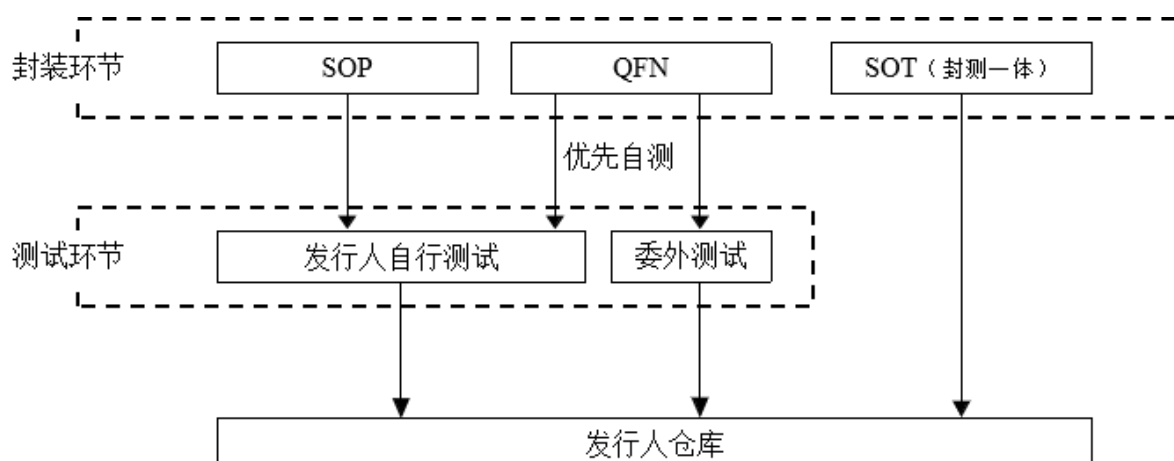 封装环节
SOP
QFN
SOT（封测一体）
优先自测
测试环节
发行人自行测试
委外测试
发行人仓库